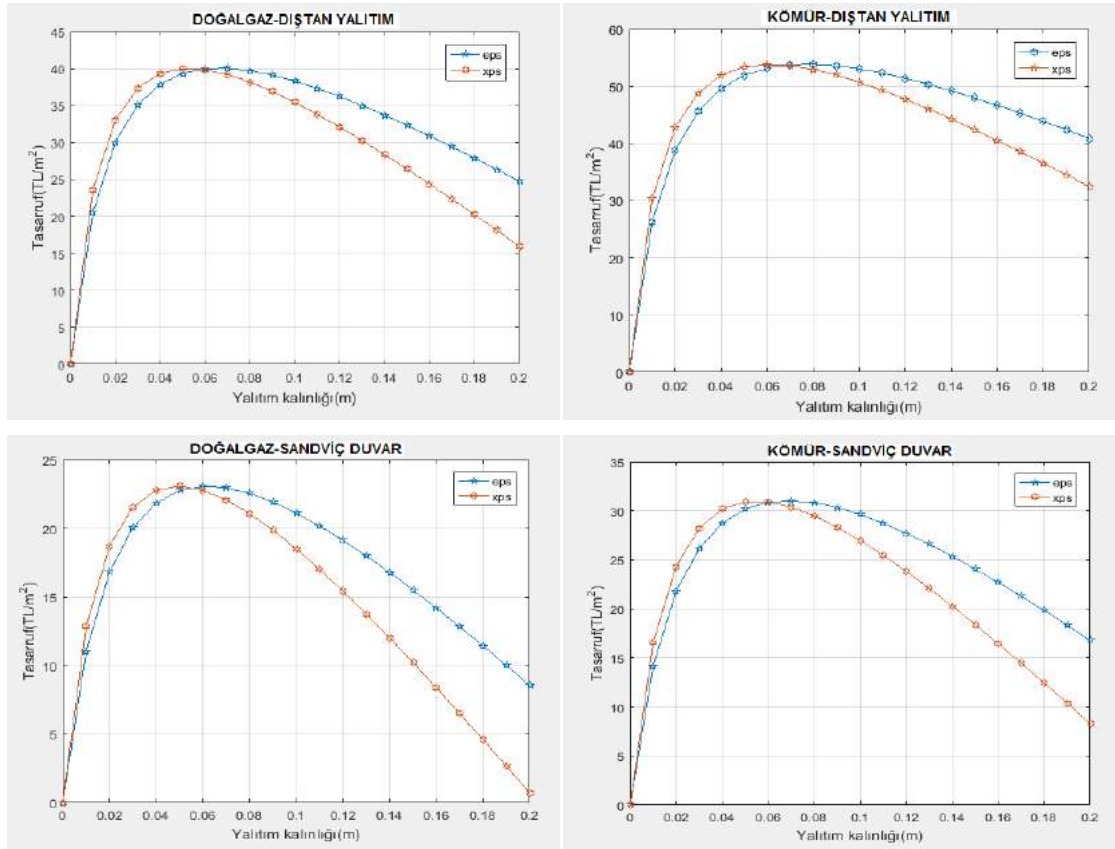 DOĞALGAZ-DIŞTAN YALITIM
45
40
35
30
25
20
15
10
5
0
Tasarruf(TL/m²)
eps
xps
0 0.02 0.04 0.06 0.08 0.1 0.12 0.14 0.16 0.18 0.2
Yalıtım kalınlığı(m)
KÖMÜR-DIŞTAN YALITIM
60
50
40
30
20
10
0
Tasarruf(TL/m²)
eps
xps
0 0.02 0.04 0.06 0.08 0.1 0.12 0.14 0.16 0.18 0.2
Yalıtım kalınlığı(m)
DOĞALGAZ-SANDVİÇ DUVAR
25
20
15
10
5
0
Tasarruf(TL/m²)
eps
xps
0 0.02 0.04 0.06 0.08 0.1 0.12 0.14 0.16 0.18 0.2
Yalıtım kalınlığı(m)
KÖMÜR-SANDVİÇ DUVAR
35
30
25
20
15
10
5
0
Tasarruf(TL/m²)
eps
xps
0 0.02 0.04 0.06 0.08 0.1 0.12 0.14 0.16 0.18 0.2
Yalıtım kalınlığı(m)